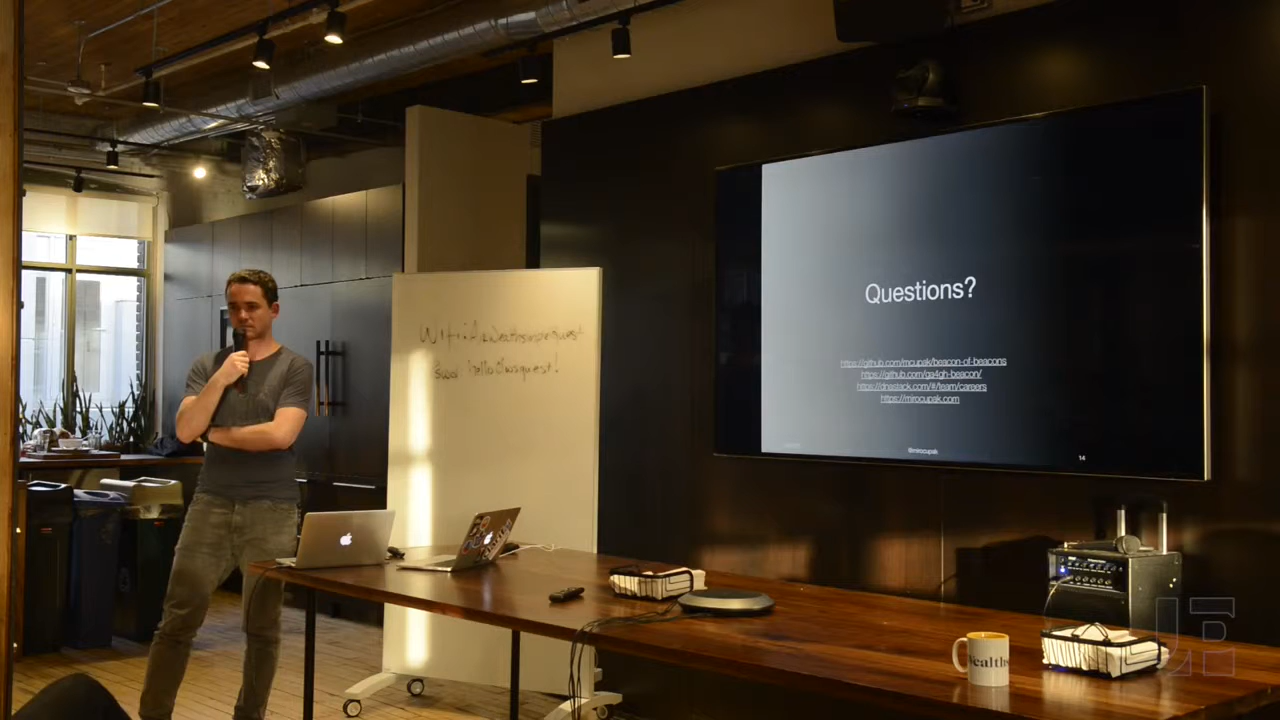 Questions?
https://github.com/mcupak/beacon-of-beacons
https://github.com/ga4gh-beacon/
https://dnastack.com/#/team/careers
https://mirocupak.com
@mirocupak
14
Wealths